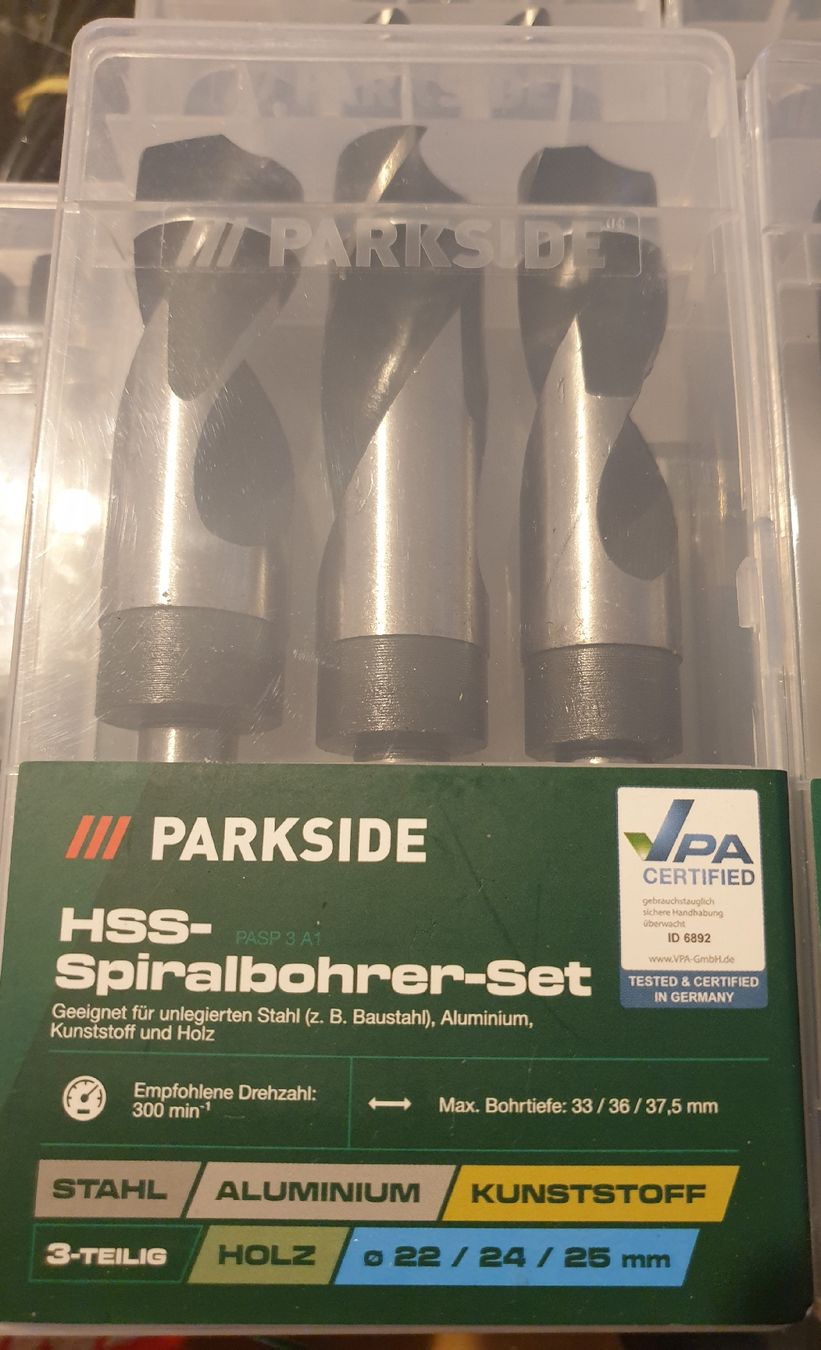 /// PARKSIDE
/// PARKSIDE
HSS-
PASP 3 A1
Spiralbohrer-Set
Geeignet für unlegierten Stahl (z. B. Baustahl), Aluminium,
Kunststoff und Holz
VPA
CERTIFIED
gebrauchstauglich
sichere Handhabung
überwacht
ID 6892
www.VPA-GmbH.de
TESTED & CERTIFIED
IN GERMANY
Empfohlene Drehzahl:
300 min⁻¹
Max. Bohrtiefe: 33 / 36 / 37,5 mm
STAHL ALUMINIUM KUNSTSTOFF
3-TEILIG HOLZ ø 22 / 24 / 25 mm